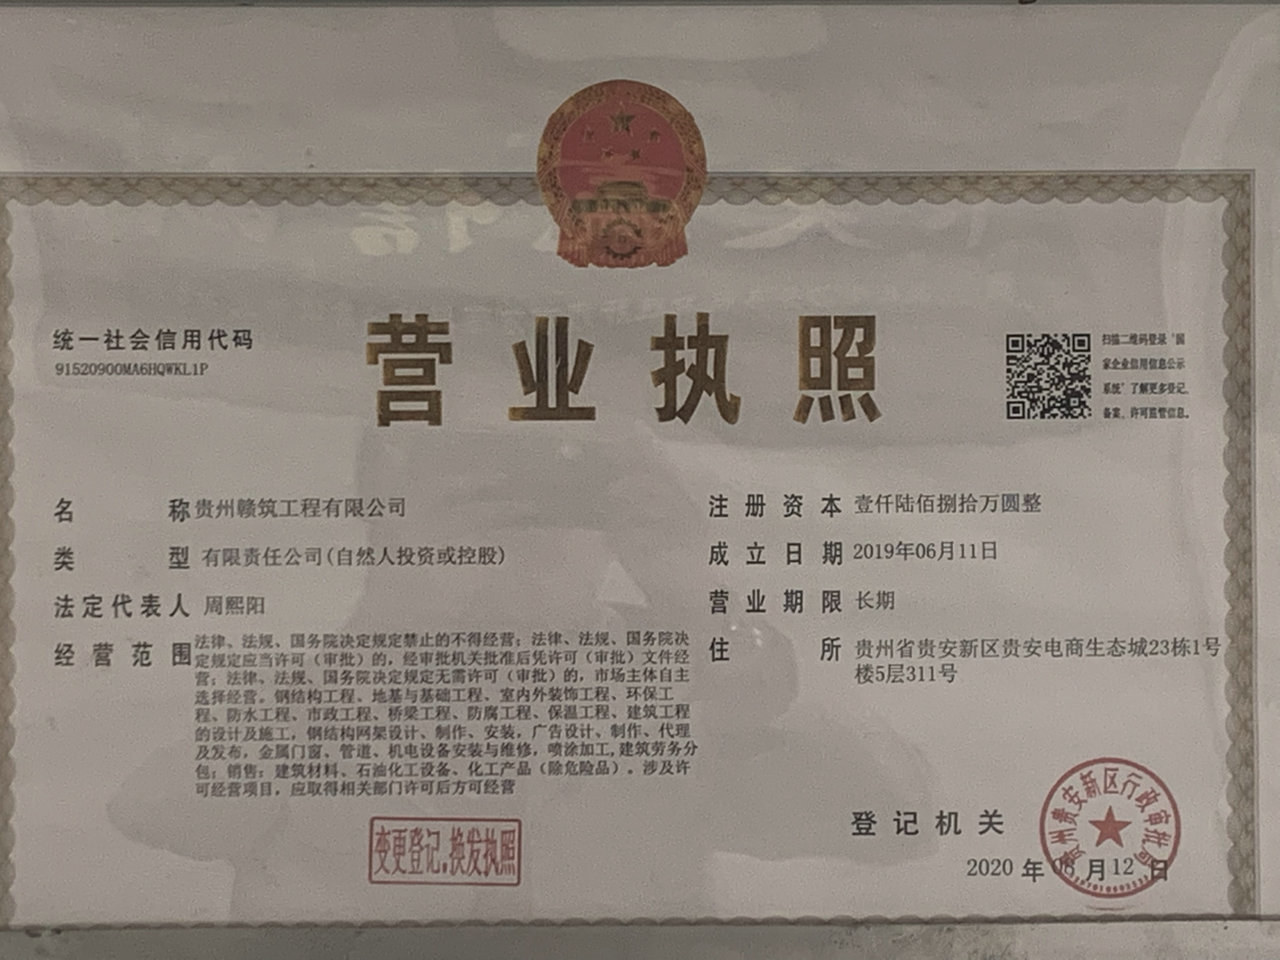 营业执照
统一社会信用代码
91520900MA6HQWKL1P
扫描二维码登录“国
家企业信用信息公示
系统”了解更多登记、
备案、许可监管信息。
名称 贵州赣筑工程有限公司
类型 有限责任公司(自然人投资或控股)
法定代表人 周熙阳
经营范围
法律、法规、国务院决定规定禁止的不得经营；法律、法规、国务院决
定规定应当许可（审批）的，经审批机关批准后凭许可（审批）文件经
营；法律、法规、国务院决定规定无需许可（审批）的，市场主体自主
选择经营。钢结构工程、地基与基础工程、室内外装饰工程、环保工
程、防水工程、市政工程、桥梁工程、防腐工程、保温工程、建筑工程
的设计及施工，钢结构网架设计、制作、安装，广告设计、制作、代理
及发布，金属门窗、管道、机电设备安装与维修，喷涂加工,建筑劳务分
包；销售：建筑材料、石油化工设备、化工产品（除危险品）。涉及许
可经营项目，应取得相关部门许可后方可经营
注册资本 壹仟陆佰捌拾万圆整
成立日期 2019年06月11日
营业期限 长期
住所 贵州省贵安新区贵安电商生态城23栋1号
楼5层311号
变更登记.换发执照
登记机关
贵州贵安新区行政审批局
2020 年 06 月 12 日